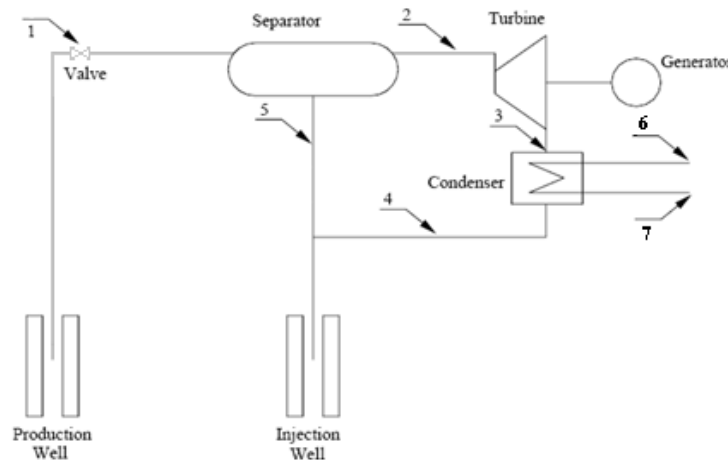 Separator
2
Turbine
1
Valve
Generator
5
3
6
Condenser
4
7
Production
Well
Injection
Well